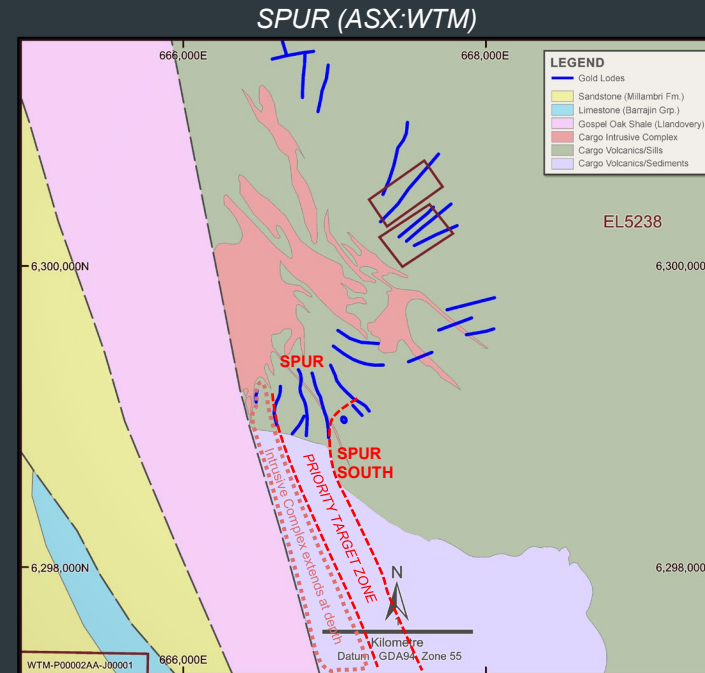 SPUR (ASX:WTM)
666,000E
668,000E
LEGEND
Gold Lodes
Sandstone (Millambri Fm.)
Limestone (Barrajin Grp.)
Gospel Oak Shale (Llandovery)
Cargo Intrusive Complex
Cargo Volcanics/Sills
Cargo Volcanics/Sediments
EL5238
6,300,000N
6,300,000
SPUR
SPUR
SOUTH
PRIORITY TARGET ZONE
Intrusive Complex extends at depth
6,298,000N
6,298,000
N
1
Kilometre
Datum GDA94, Zone 55
WTM-P00002AA-J00001
666,000E